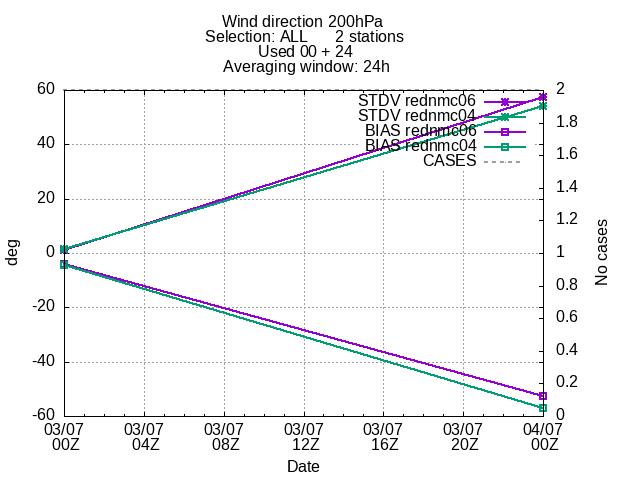 Wind direction 200hPa
Selection: ALL 2 stations
Used 00 + 24
Averaging window: 24h
STDV rednmc06
STDV rednmc04
BIAS rednmc06
BIAS rednmc04
CASES
60
40
20
0
-20
-40
-60
deg
2
1.8
1.6
1.4
1.2
1
0.8
0.6
0.4
0.2
0
No cases
03/07 03/07 03/07 03/07 03/07 03/07 04/07
00Z 04Z 08Z 12Z 16Z 20Z 00Z
Date